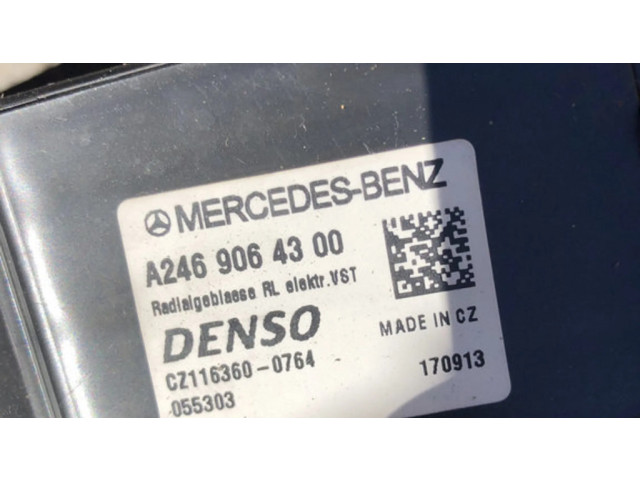 MERCEDES-BENZ
A246 906 43 00
Radialgeblaese RL elektr.VST
DENSO
MADE IN CZ
CZ116360-0764
170913
055303